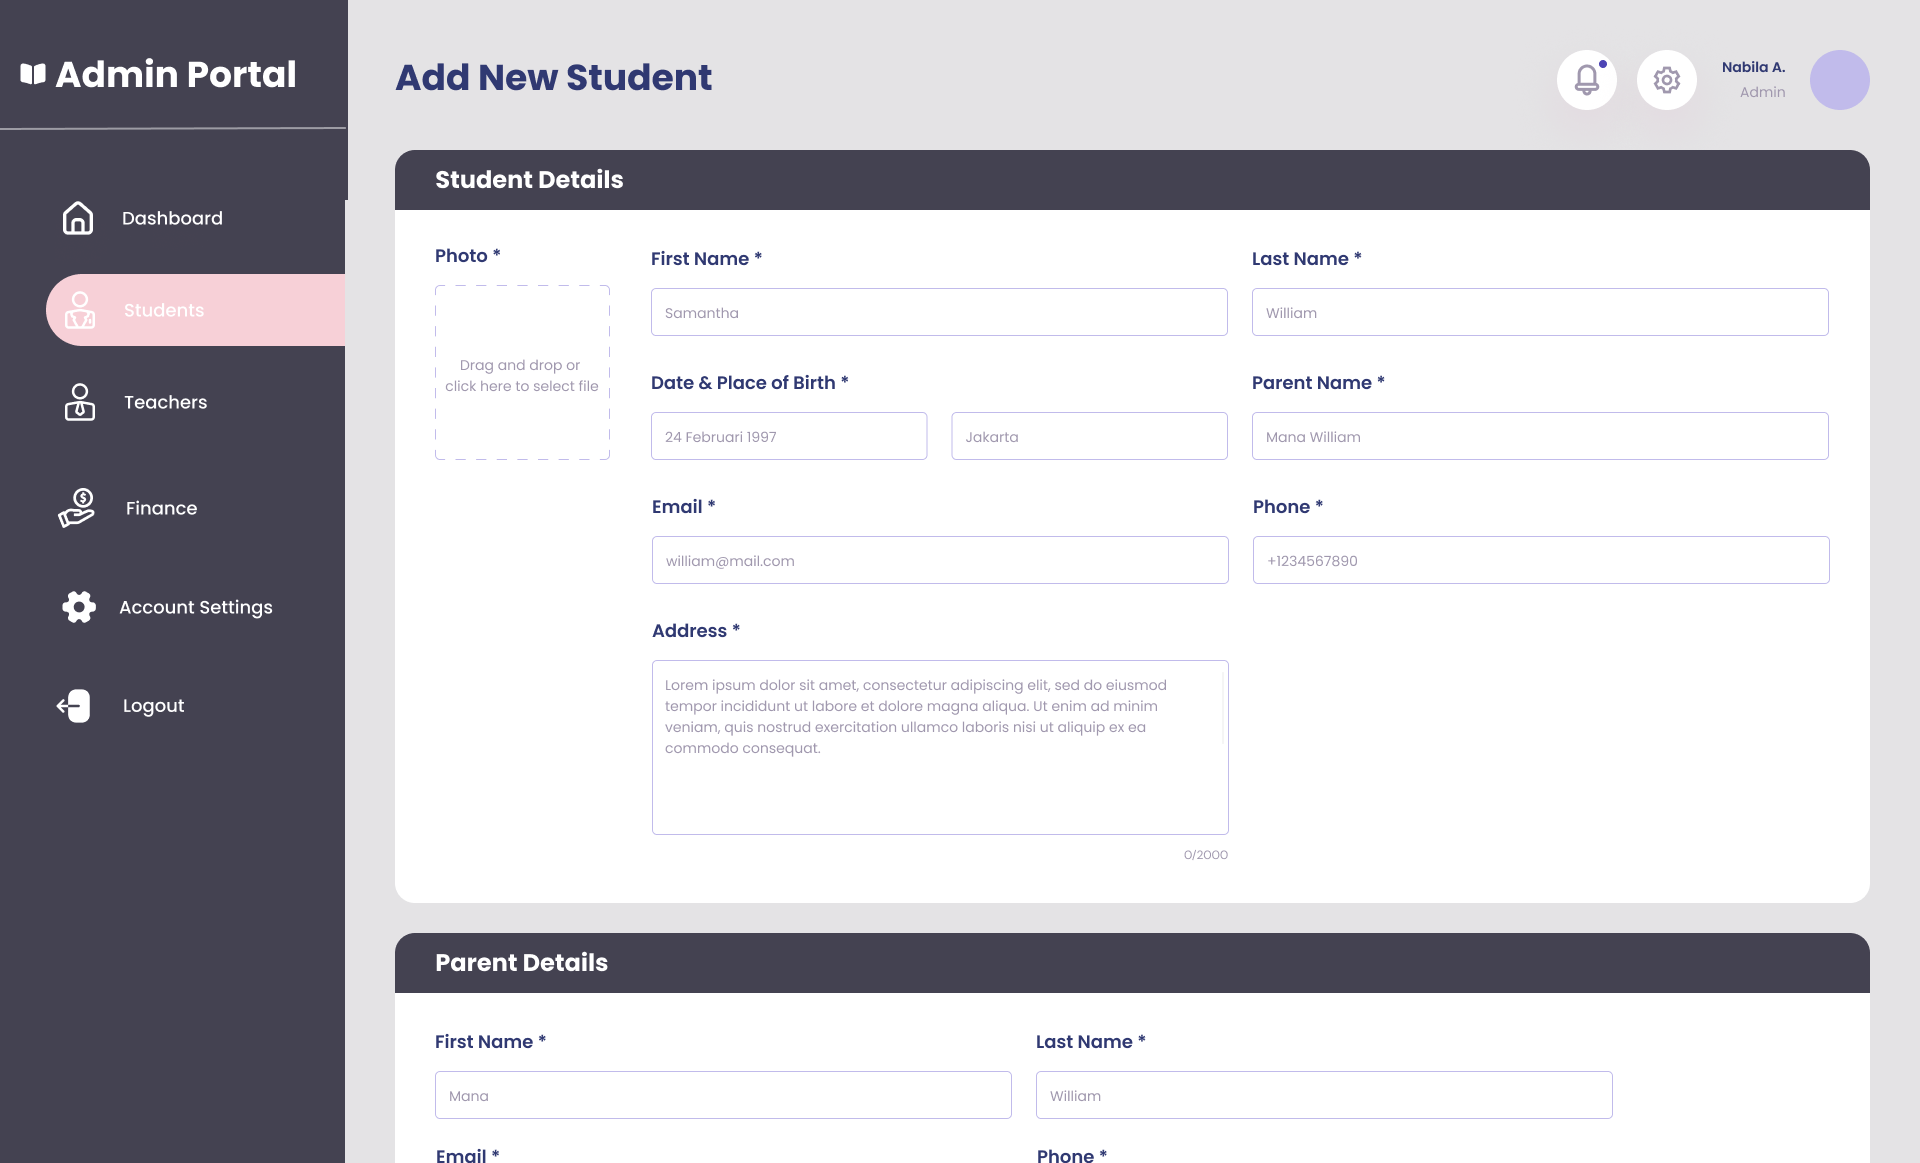 Admin Portal
Dashboard
Students
Teachers
Finance
Account Settings
Logout
Add New Student
Nabila A.
Admin
Student Details
Photo *
Drag and drop or
click here to select file
First Name *
Samantha
Last Name *
William
Date & Place of Birth *
24 Februari 1997
Jakarta
Parent Name *
Mana William
Email *
william@mail.com
Phone *
+1234567890
Address *
Lorem ipsum dolor sit amet, consectetur adipiscing elit, sed do eiusmod
tempor incididunt ut labore et dolore magna aliqua. Ut enim ad minim
veniam, quis nostrud exercitation ullamco laboris nisi ut aliquip ex ea
commodo consequat.
0/2000
Parent Details
First Name *
Mana
Last Name *
William
Email *
Phone *